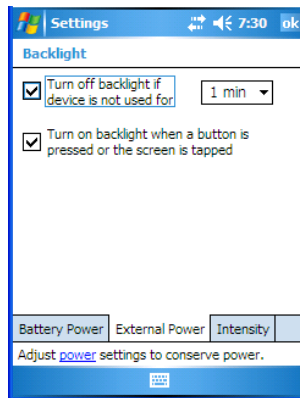 Settings 7:30 ok
Backlight
Turn off backlight if
device is not used for
1 min
Turn on backlight when a button is
pressed or the screen is tapped
Battery Power External Power Intensity
Adjust power settings to conserve power.